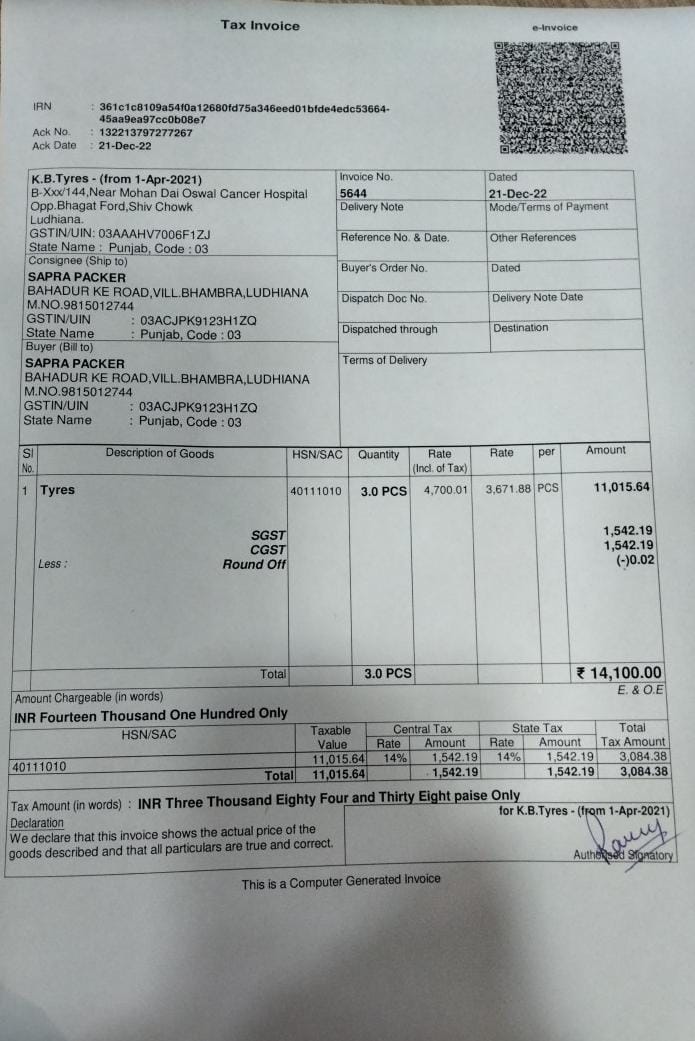 Tax Invoice
e-Invoice
IRN : 361c1c8109a54f0a12680fd75a346eed01bfde4edc53664-
45aa9ea97cc0b08e7
Ack No. : 132213797277267
Ack Date : 21-Dec-22
K.B.Tyres - (from 1-Apr-2021)
B-Xxx/144,Near Mohan Dai Oswal Cancer Hospital
Opp.Bhagat Ford,Shiv Chowk
Ludhiana.
GSTIN/UIN: 03AAAHV7006F1ZJ
State Name : Punjab, Code : 03
Consignee (Ship to)
SAPRA PACKER
BAHADUR KE ROAD,VILL.BHAMBRA,LUDHIANA
M.NO.9815012744
GSTIN/UIN : 03ACJPK9123H1ZQ
State Name : Punjab, Code : 03
Buyer (Bill to)
SAPRA PACKER
BAHADUR KE ROAD,VILL.BHAMBRA,LUDHIANA
M.NO.9815012744
GSTIN/UIN : 03ACJPK9123H1ZQ
State Name : Punjab, Code : 03
Invoice No. Dated
5644 21-Dec-22
Delivery Note Mode/Terms of Payment
Reference No. & Date. Other References
Buyer's Order No. Dated
Dispatch Doc No. Delivery Note Date
Dispatched through Destination
Terms of Delivery
Sl Description of Goods HSN/SAC Quantity Rate Rate per Amount
No. (Incl. of Tax)
1 Tyres 40111010 3.0 PCS 4,700.01 3,671.88 PCS 11,015.64
SGST 1,542.19
CGST 1,542.19
Less : Round Off (-)0.02
Total 3.0 PCS ₹ 14,100.00
Amount Chargeable (in words) E. & O.E
INR Fourteen Thousand One Hundred Only
HSN/SAC Taxable Central Tax State Tax Total
Value Rate Amount Rate Amount Tax Amount
40111010 11,015.64 14% 1,542.19 14% 1,542.19 3,084.38
Total 11,015.64 1,542.19 1,542.19 3,084.38
Tax Amount (in words) : INR Three Thousand Eighty Four and Thirty Eight paise Only
Declaration
We declare that this invoice shows the actual price of the
goods described and that all particulars are true and correct.
for K.B.Tyres - (from 1-Apr-2021)
Authorised Signatory
This is a Computer Generated Invoice